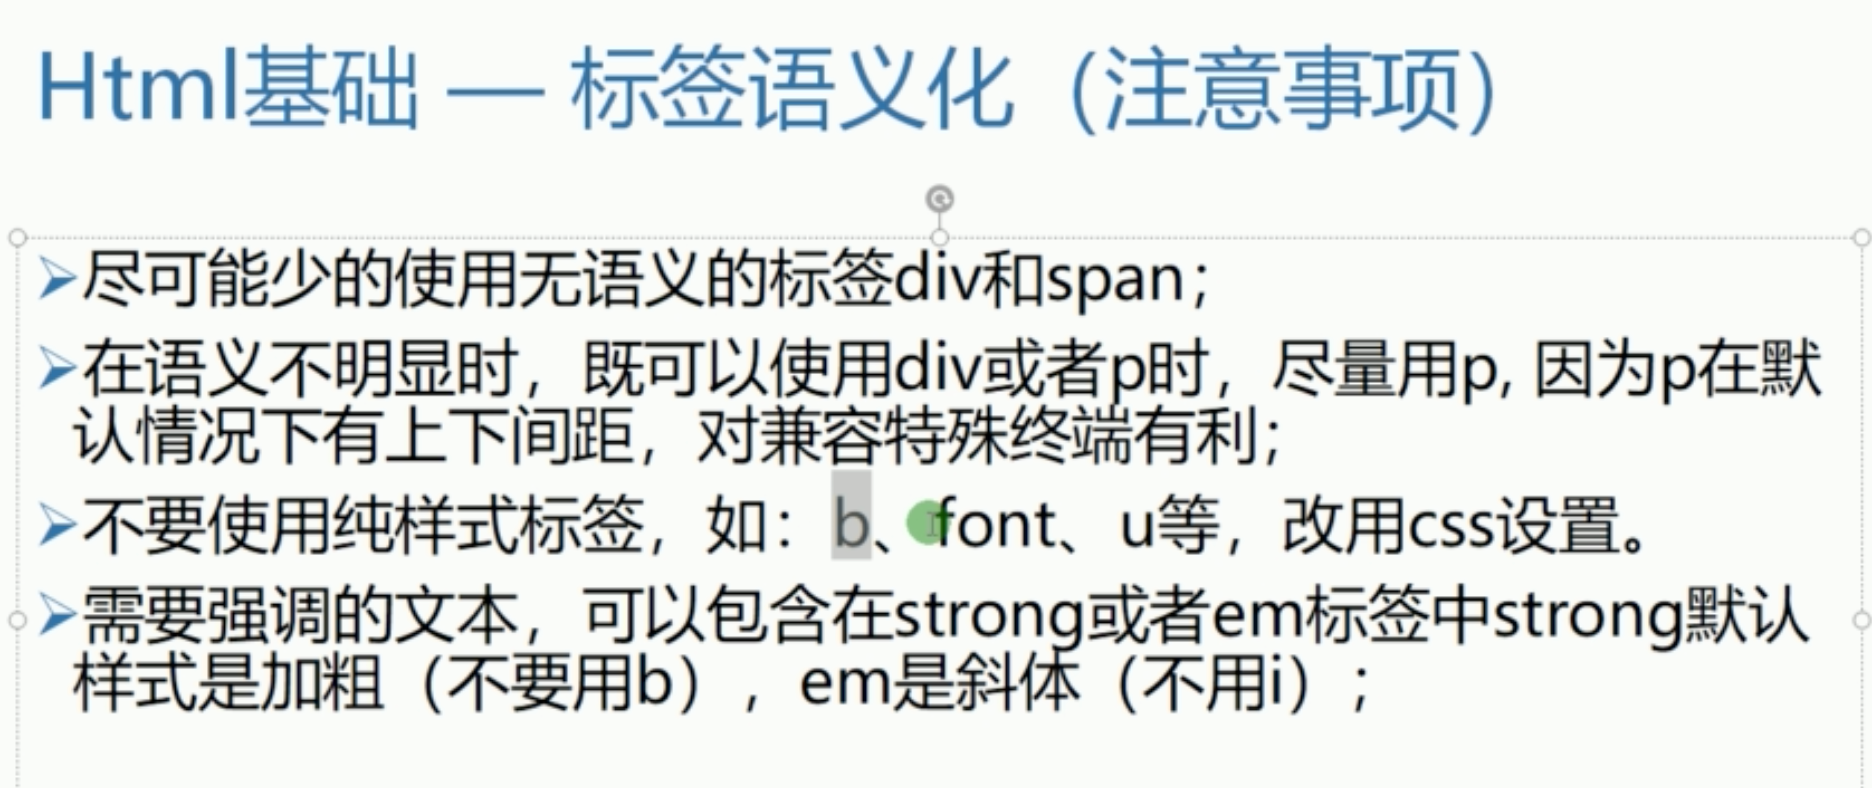 Html基础 — 标签语义化（注意事项）
➢尽可能少的使用无语义的标签div和span；
➢在语义不明显时，既可以使用div或者p时，尽量用p, 因为p在默
认情况下有上下间距，对兼容特殊终端有利；
➢不要使用纯样式标签，如：b、font、u等，改用css设置。
➢需要强调的文本，可以包含在strong或者em标签中strong默认
样式是加粗（不要用b），em是斜体（不用i）；